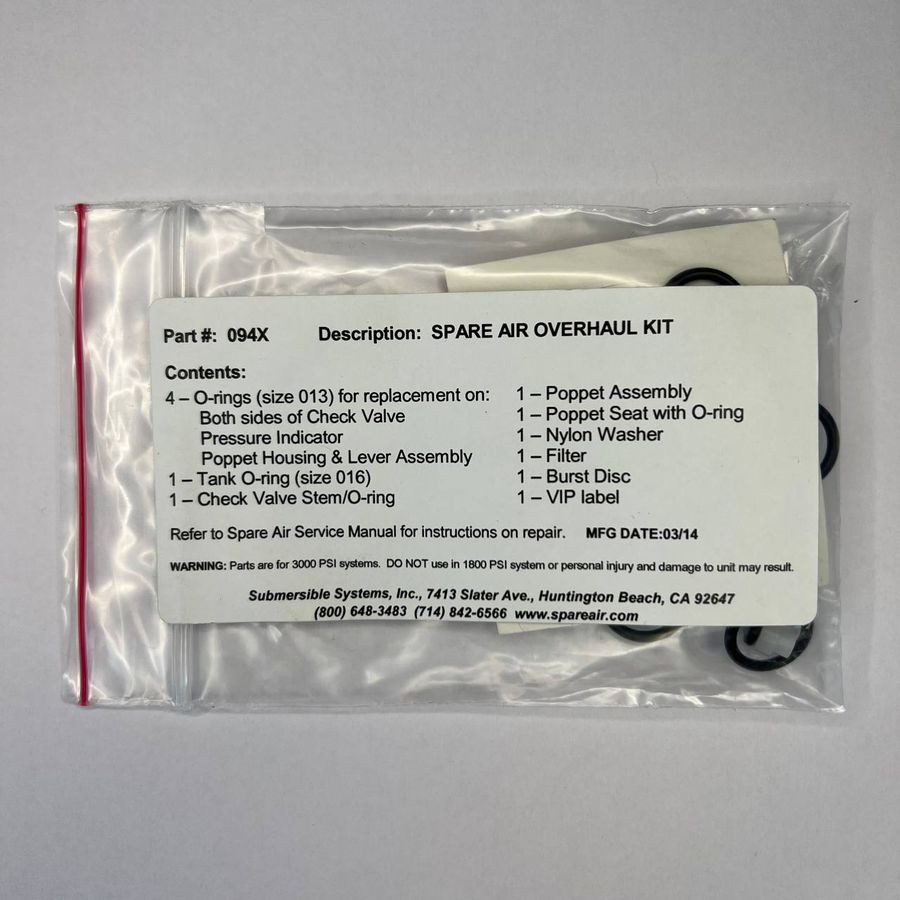 Part #: 094X Description: SPARE AIR OVERHAUL KIT
Contents:
4 – O-rings (size 013) for replacement on:
Both sides of Check Valve
Pressure Indicator
Poppet Housing & Lever Assembly
1 – Tank O-ring (size 016)
1 – Check Valve Stem/O-ring
1 – Poppet Assembly
1 – Poppet Seat with O-ring
1 – Nylon Washer
1 – Filter
1 – Burst Disc
1 – VIP label
Refer to Spare Air Service Manual for instructions on repair. MFG DATE:03/14
WARNING: Parts are for 3000 PSI systems. DO NOT use in 1800 PSI system or personal injury and damage to unit may result.
Submersible Systems, Inc., 7413 Slater Ave., Huntington Beach, CA 92647
(800) 648-3483 (714) 842-6566 www.spareair.com